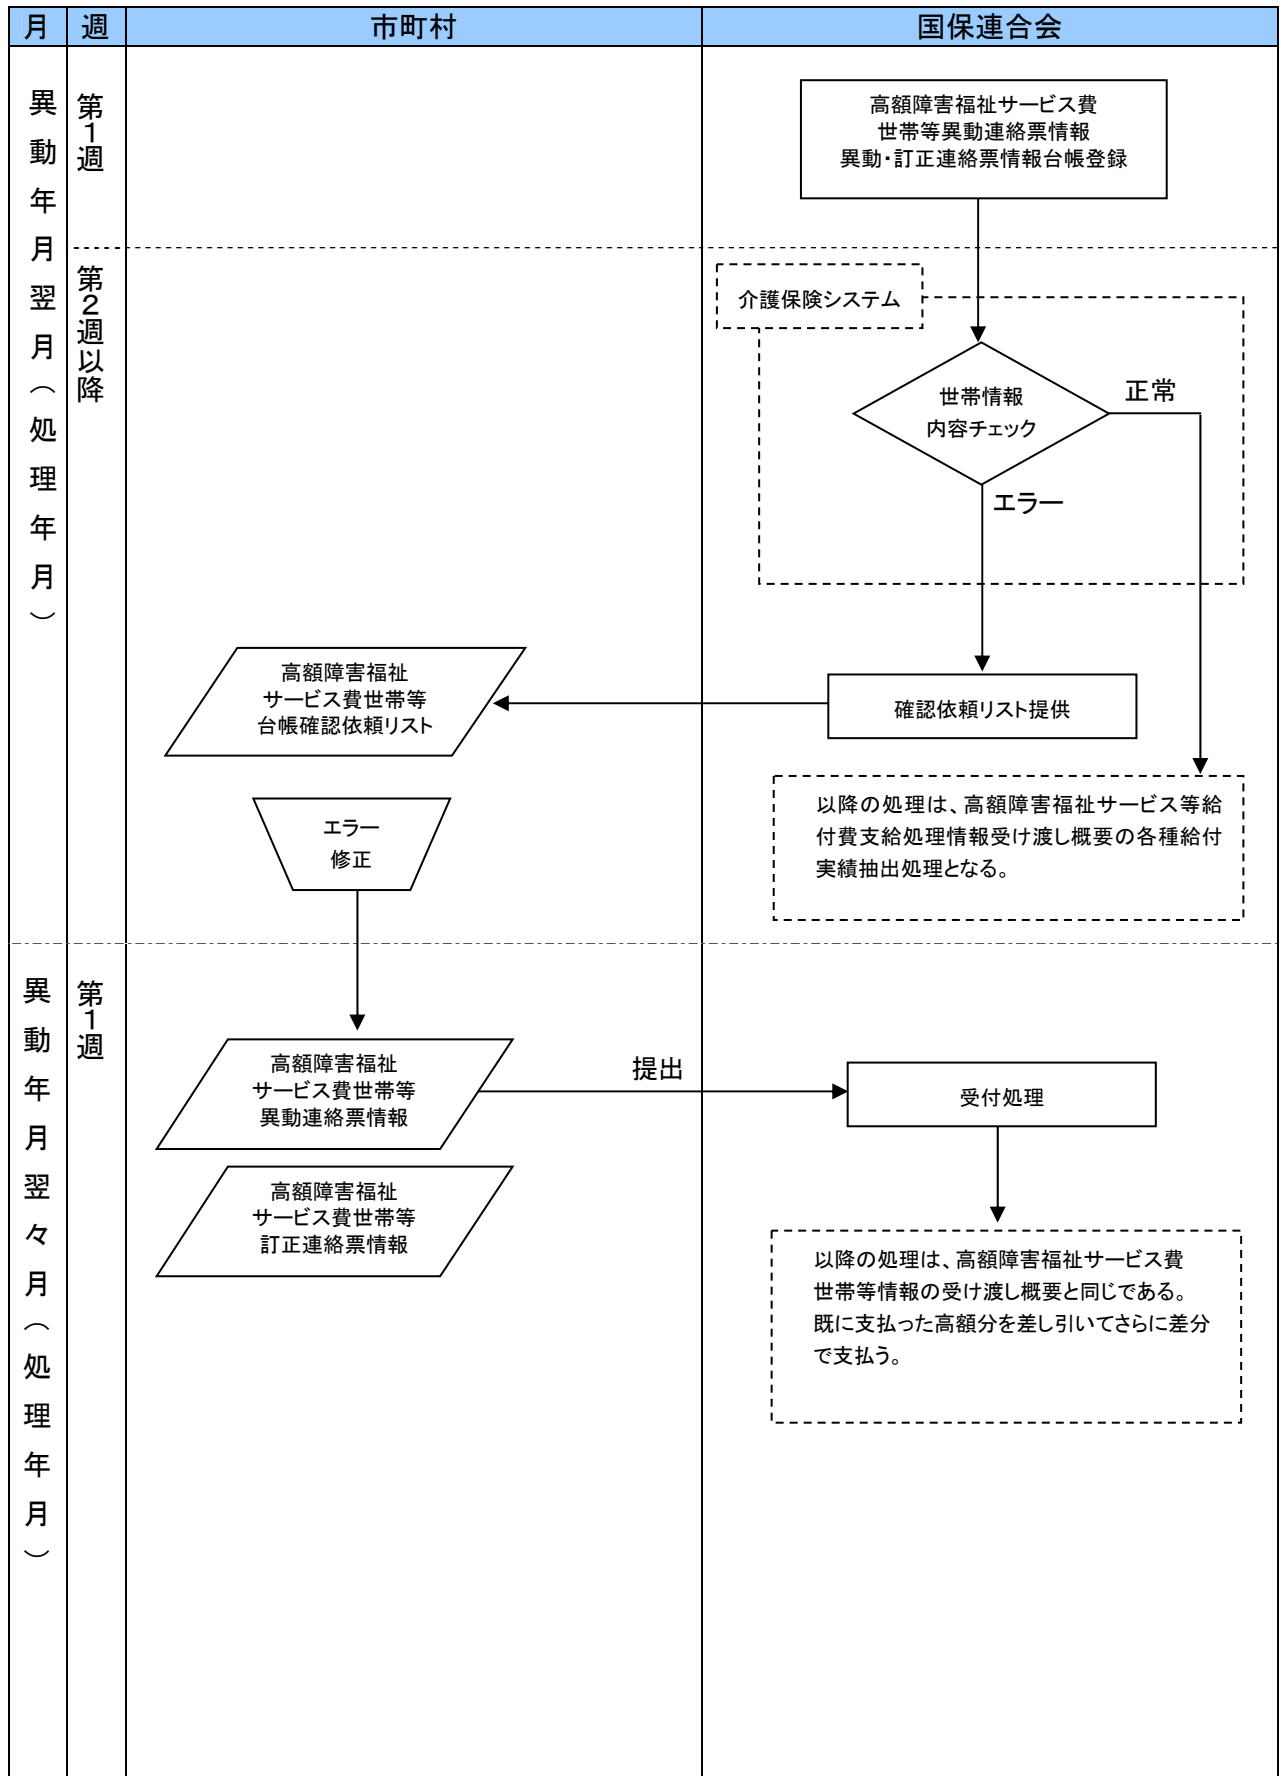 月
週
市町村
国保連合会
異動年月翌月（処理年月）
第1週
高額障害福祉サービス費
世帯等異動連絡票情報
異動・訂正連絡票情報台帳登録
第2週以降
介護保険システム
世帯情報
内容チェック
正常
エラー
高額障害福祉
サービス費世帯等
台帳確認依頼リスト
確認依頼リスト提供
エラー
修正
以降の処理は、高額障害福祉サービス等給
付費支給処理情報受け渡し概要の各種給付
実績抽出処理となる。
異動年月翌々月（処理年月）
第1週
高額障害福祉
サービス費世帯等
異動連絡票情報
提出
受付処理
高額障害福祉
サービス費世帯等
訂正連絡票情報
以降の処理は、高額障害福祉サービス費
世帯等情報の受け渡し概要と同じである。
既に支払った高額分を差し引いてさらに差分
で支払う。